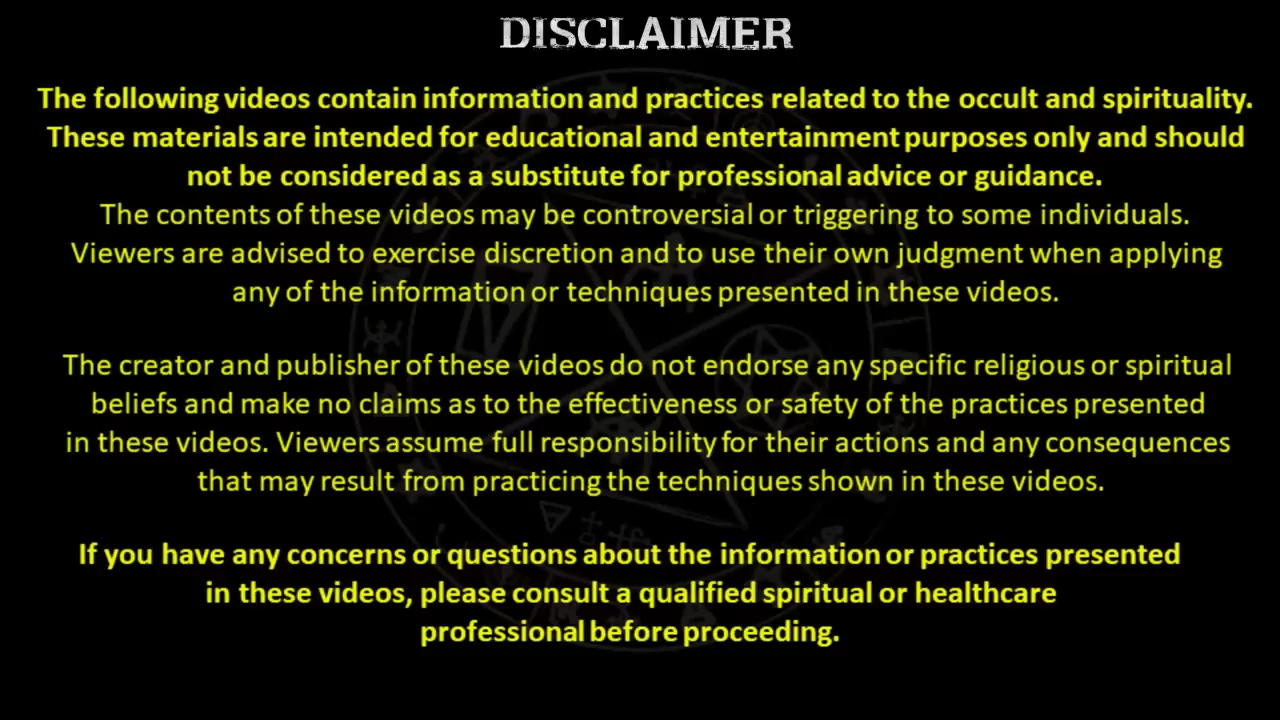 DISCLAIMER
The following videos contain information and practices related to the occult and spirituality.
These materials are intended for educational and entertainment purposes only and should
not be considered as a substitute for professional advice or guidance.
The contents of these videos may be controversial or triggering to some individuals.
Viewers are advised to exercise discretion and to use their own judgment when applying
any of the information or techniques presented in these videos.
The creator and publisher of these videos do not endorse any specific religious or spiritual
beliefs and make no claims as to the effectiveness or safety of the practices presented
in these videos. Viewers assume full responsibility for their actions and any consequences
that may result from practicing the techniques shown in these videos.
If you have any concerns or questions about the information or practices presented
in these videos, please consult a qualified spiritual or healthcare
professional before proceeding.